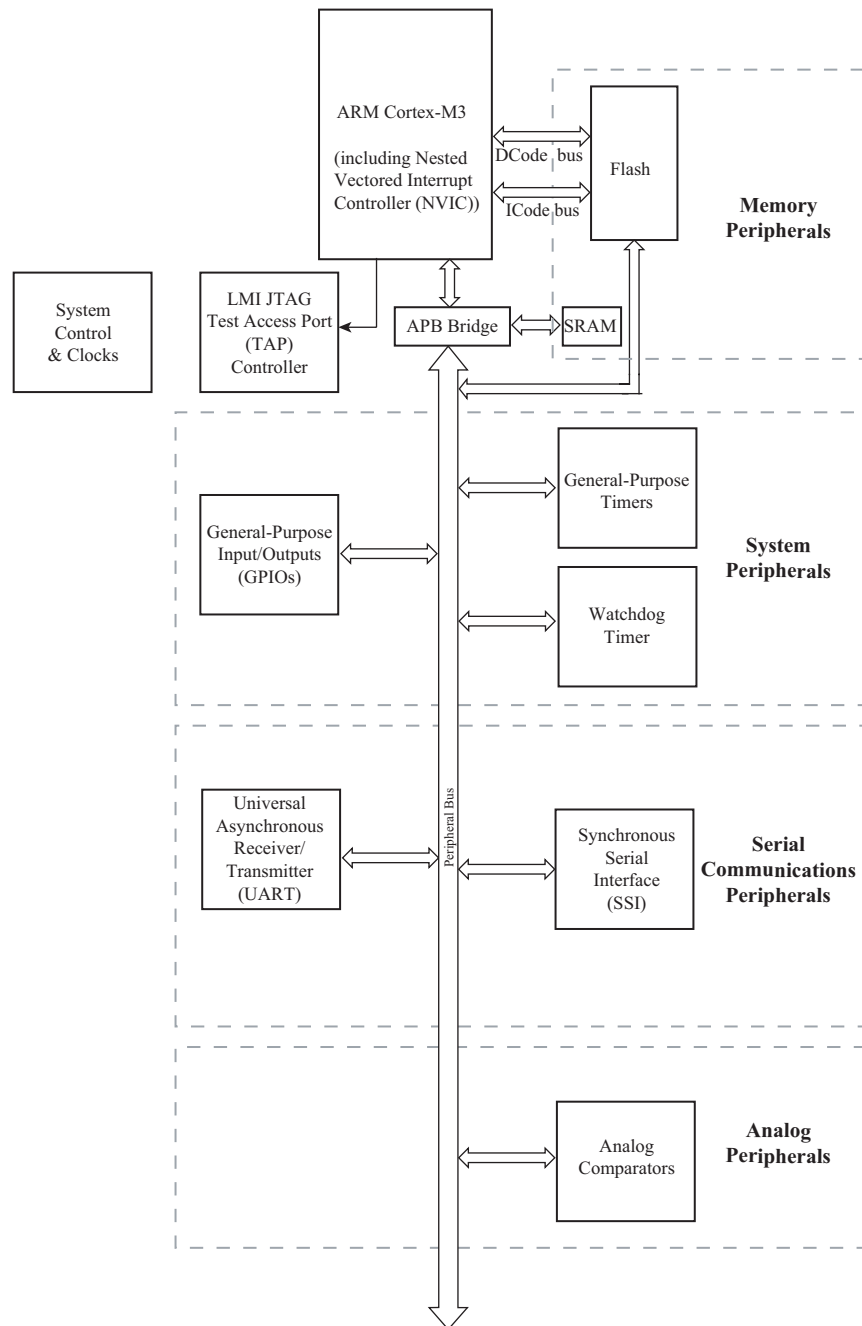 ARM Cortex-M3
(including Nested
Vectored Interrupt
Controller (NVIC))
DCode bus
ICode bus
Flash
Memory
Peripherals
System
Control
& Clocks
LMI JTAG
Test Access Port
(TAP)
Controller
APB Bridge
SRAM
General-Purpose
Timers
General-Purpose
Input/Outputs
(GPIOs)
System
Peripherals
Watchdog
Timer
Peripheral Bus
Universal
Asynchronous
Receiver/
Transmitter
(UART)
Synchronous
Serial
Interface
(SSI)
Serial
Communications
Peripherals
Analog
Comparators
Analog
Peripherals